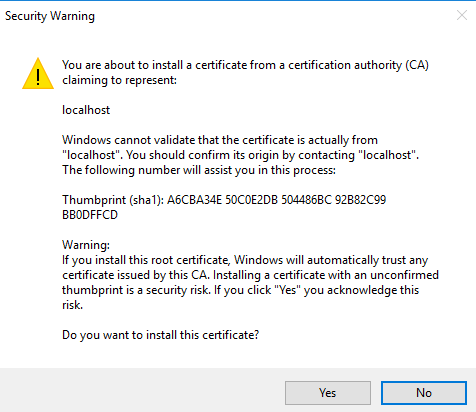 Security Warning
You are about to install a certificate from a certification authority (CA)
claiming to represent:
localhost
Windows cannot validate that the certificate is actually from
"localhost". You should confirm its origin by contacting "localhost".
The following number will assist you in this process:
Thumbprint (sha1): A6CBA34E 50C0E2DB 504486BC 92B82C99
BB0DFFCD
Warning:
If you install this root certificate, Windows will automatically trust any
certificate issued by this CA. Installing a certificate with an unconfirmed
thumbprint is a security risk. If you click "Yes" you acknowledge this
risk.
Do you want to install this certificate?
Yes
No